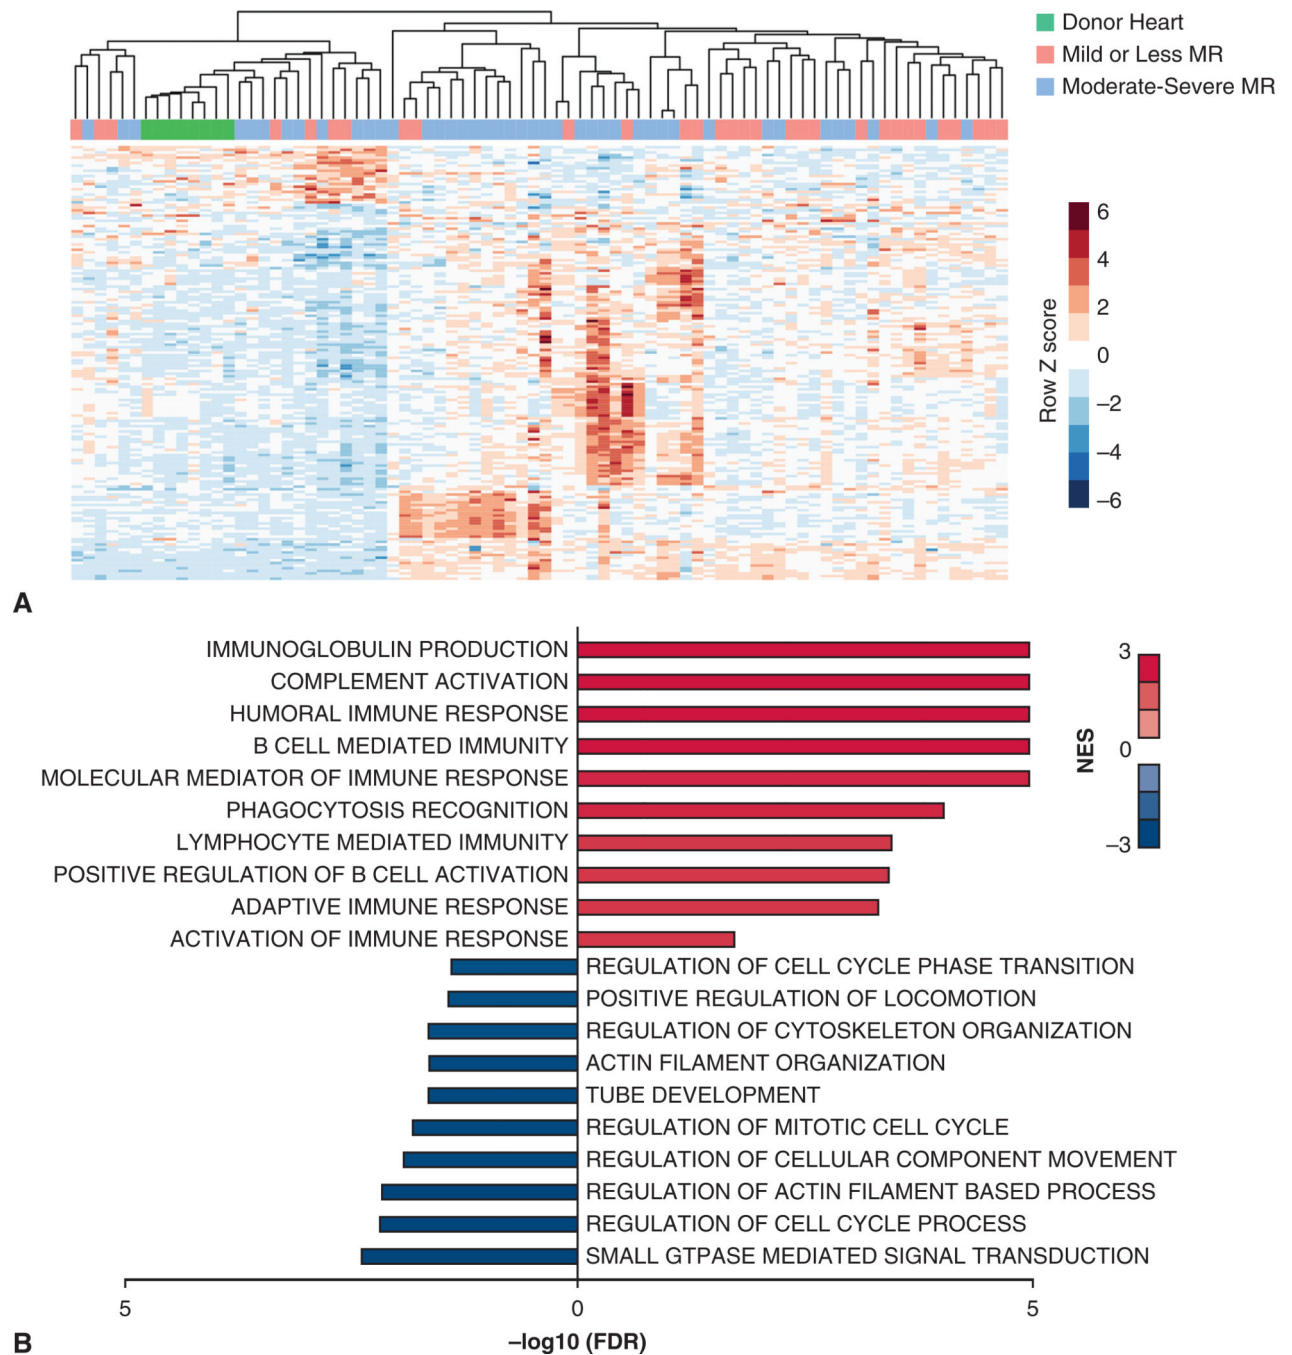 Donor Heart
Mild or Less MR
Moderate-Severe MR
Row Z score
6
4
2
0
–2
–4
–6
A
IMMUNOGLOBULIN PRODUCTION
COMPLEMENT ACTIVATION
HUMORAL IMMUNE RESPONSE
B CELL MEDIATED IMMUNITY
MOLECULAR MEDIATOR OF IMMUNE RESPONSE
PHAGOCYTOSIS RECOGNITION
LYMPHOCYTE MEDIATED IMMUNITY
POSITIVE REGULATION OF B CELL ACTIVATION
ADAPTIVE IMMUNE RESPONSE
ACTIVATION OF IMMUNE RESPONSE
NES
3
0
–3
REGULATION OF CELL CYCLE PHASE TRANSITION
POSITIVE REGULATION OF LOCOMOTION
REGULATION OF CYTOSKELETON ORGANIZATION
ACTIN FILAMENT ORGANIZATION
TUBE DEVELOPMENT
REGULATION OF MITOTIC CELL CYCLE
REGULATION OF CELLULAR COMPONENT MOVEMENT
REGULATION OF ACTIN FILAMENT BASED PROCESS
REGULATION OF CELL CYCLE PROCESS
SMALL GTPASE MEDIATED SIGNAL TRANSDUCTION
5 0 5
–log10 (FDR)
B